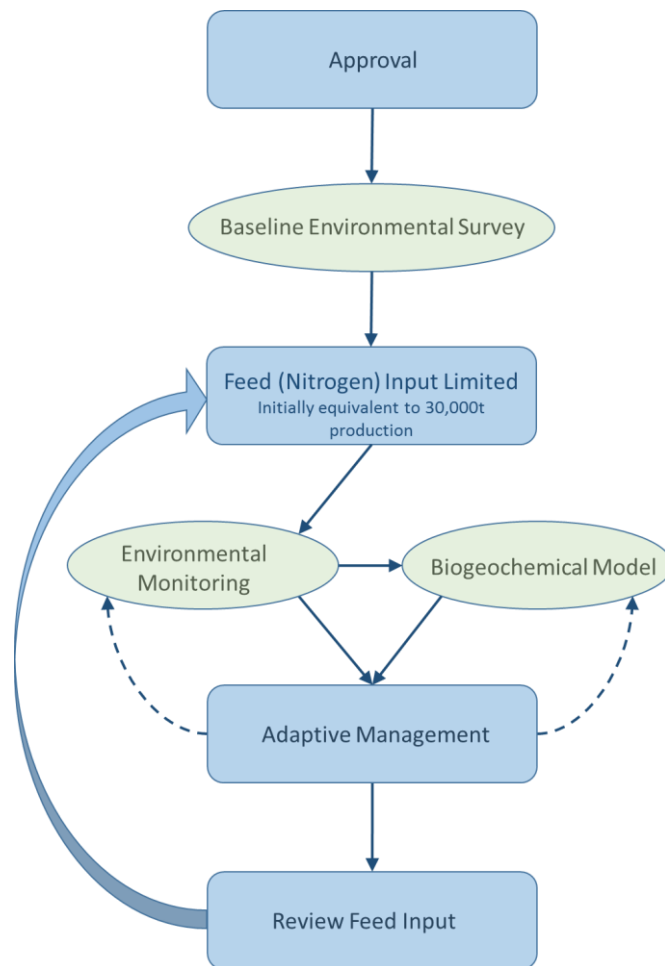 Approval
Baseline Environmental Survey
Feed (Nitrogen) Input Limited
Initially equivalent to 30,000t
production
Environmental
Monitoring
Biogeochemical Model
Adaptive Management
Review Feed Input